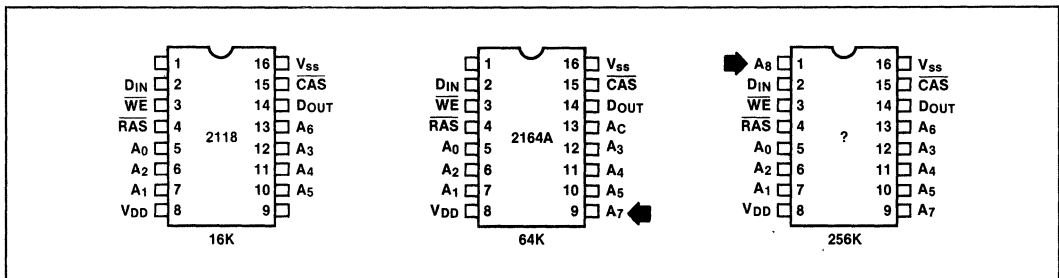 1 16 VSS
DIN 2 15 CAS
WE 3 14 DOUT
RAS 4 13 A6
2118
A0 5 12 A3
A2 6 11 A4
A1 7 10 A5
VDD 8 9
16K
1 16 VSS
DIN 2 15 CAS
WE 3 14 DOUT
RAS 4 13 AC
2164A
A0 5 12 A3
A2 6 11 A4
A1 7 10 A5
VDD 8 9 A7
64K
A8 1 16 VSS
DIN 2 15 CAS
WE 3 14 DOUT
RAS 4 13 A6
?
A0 5 12 A3
A2 6 11 A4
A1 7 10 A5
VDD 8 9 A7
256K